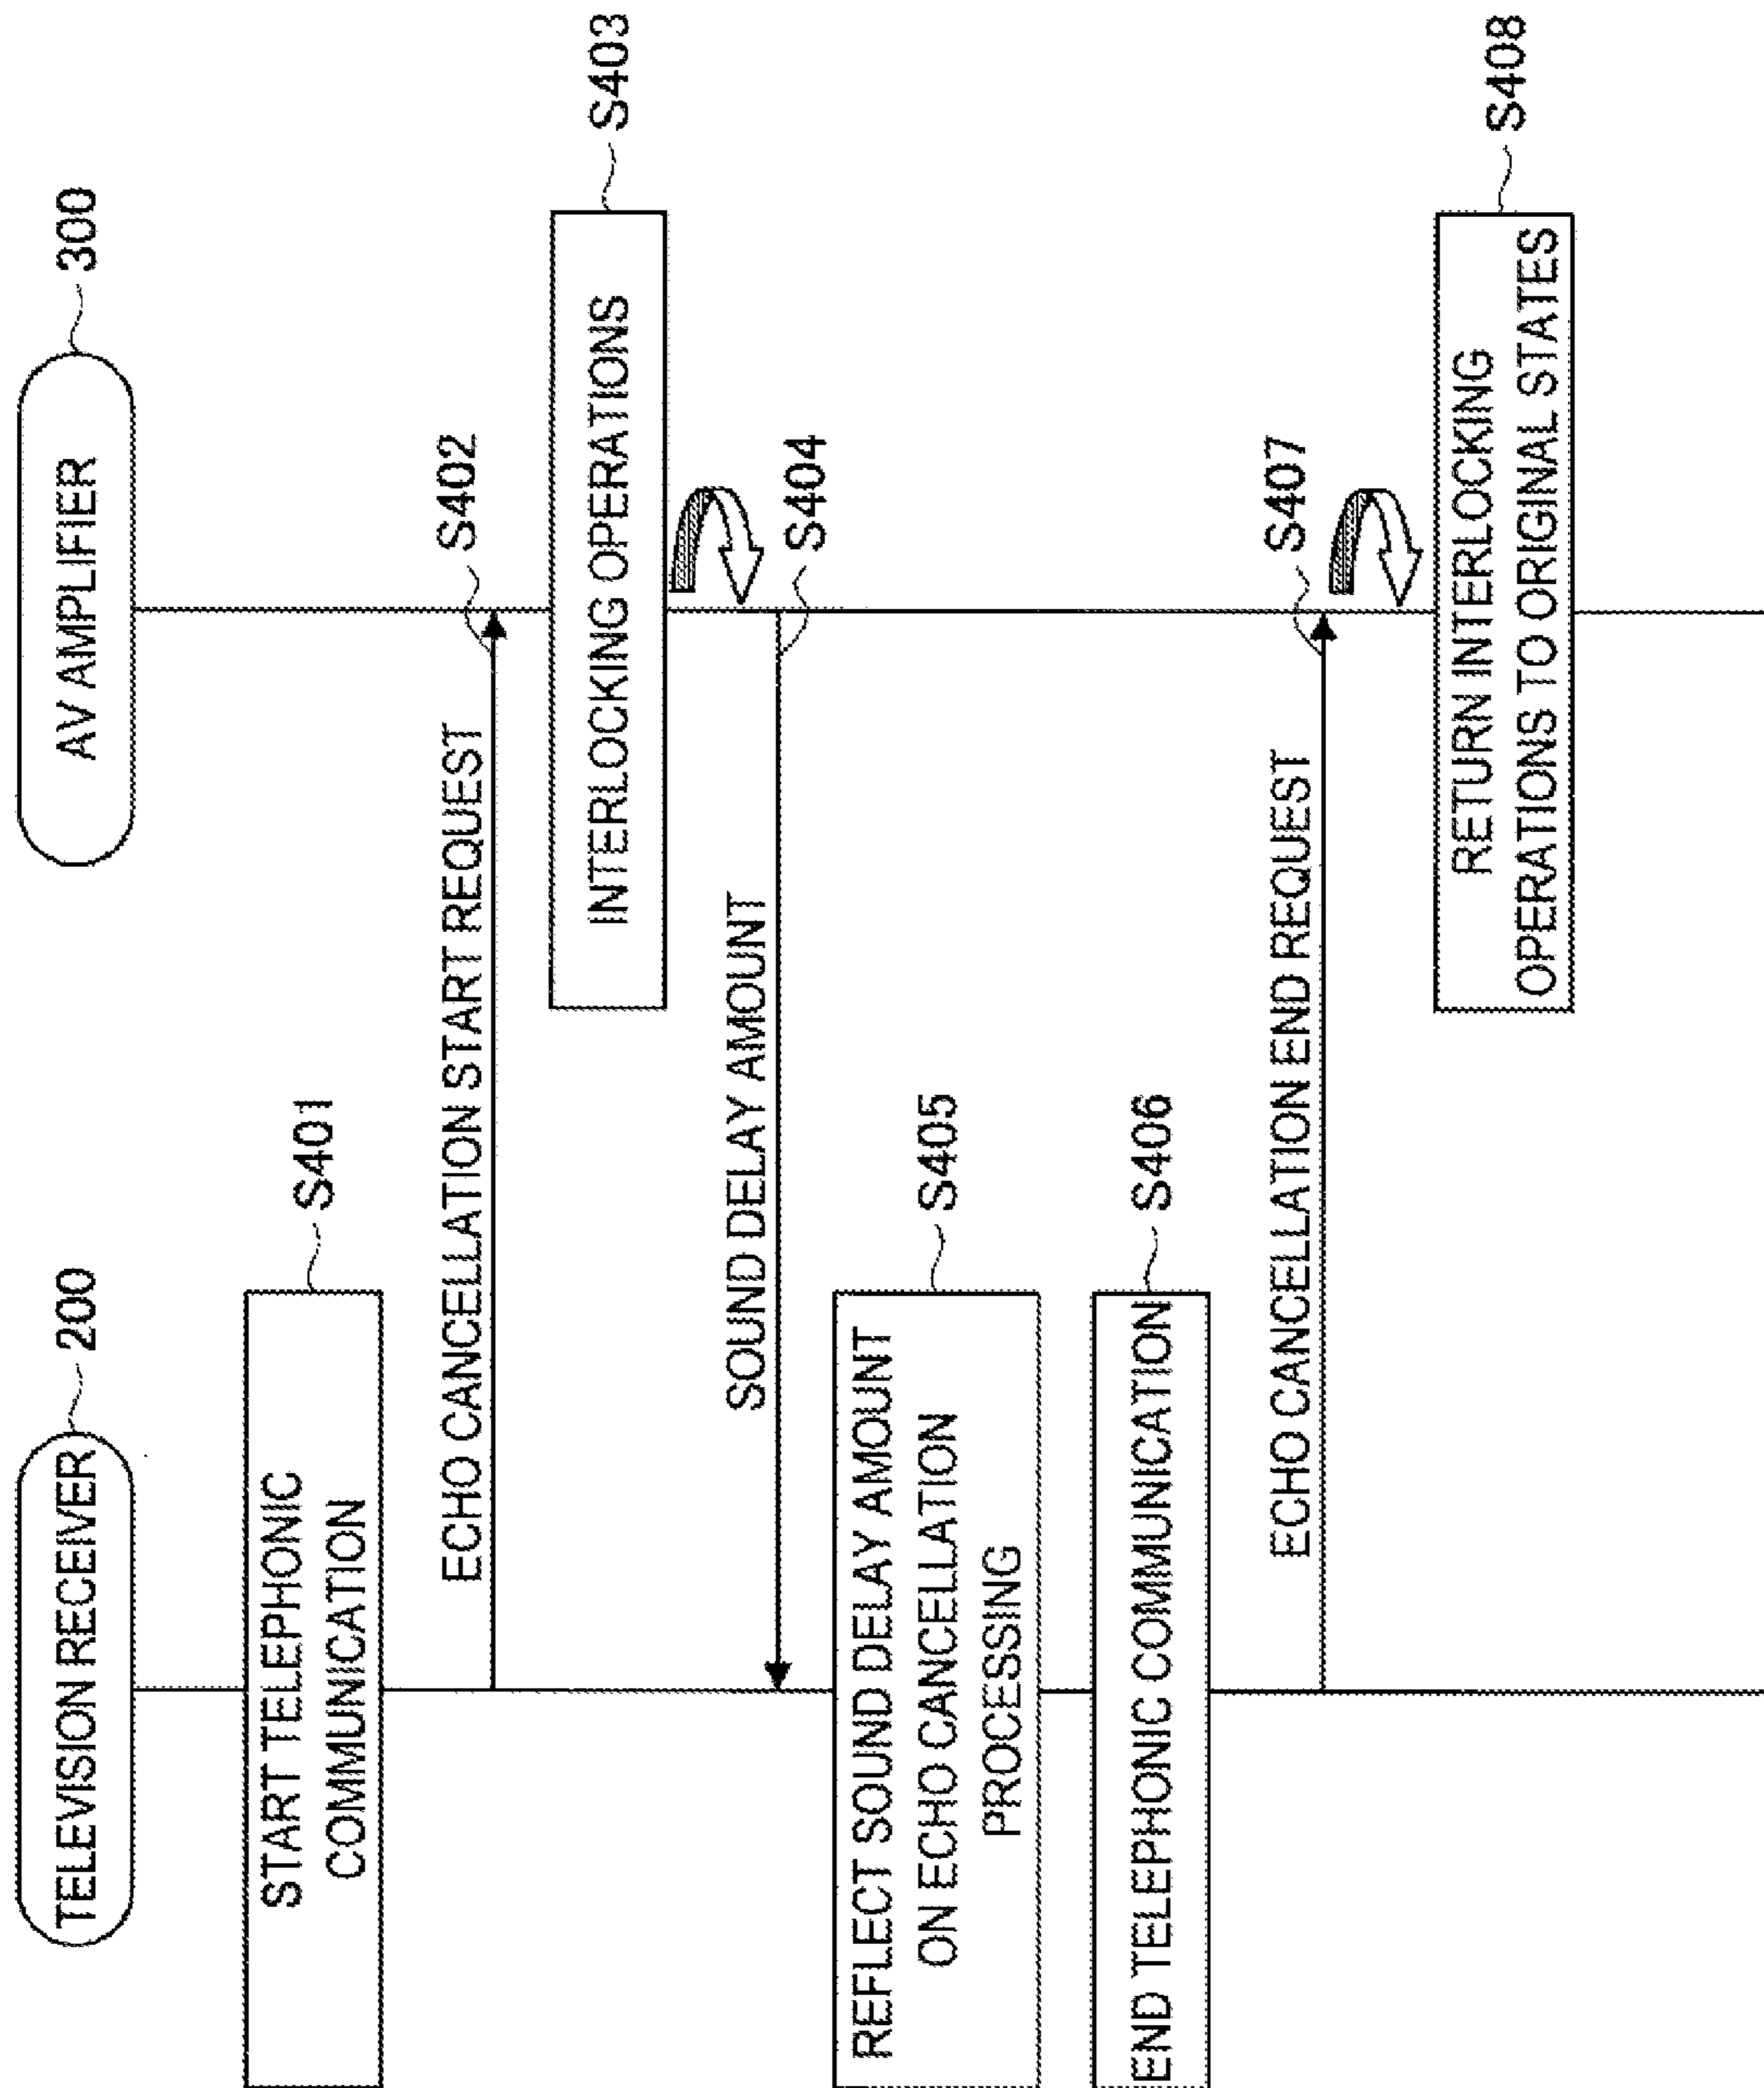 TELEVISION RECEIVER
200
AV AMPLIFIER
300
START TELEPHONIC
COMMUNICATION
S401
ECHO CANCELLATION START REQUEST
S402
INTERLOCKING OPERATIONS
S403
SOUND DELAY AMOUNT
S404
REFLECT SOUND DELAY AMOUNT
ON ECHO CANCELLATION
PROCESSING
S405
END TELEPHONIC COMMUNICATION
S406
ECHO CANCELLATION END REQUEST
S407
RETURN INTERLOCKING
OPERATIONS TO ORIGINAL STATES
S408